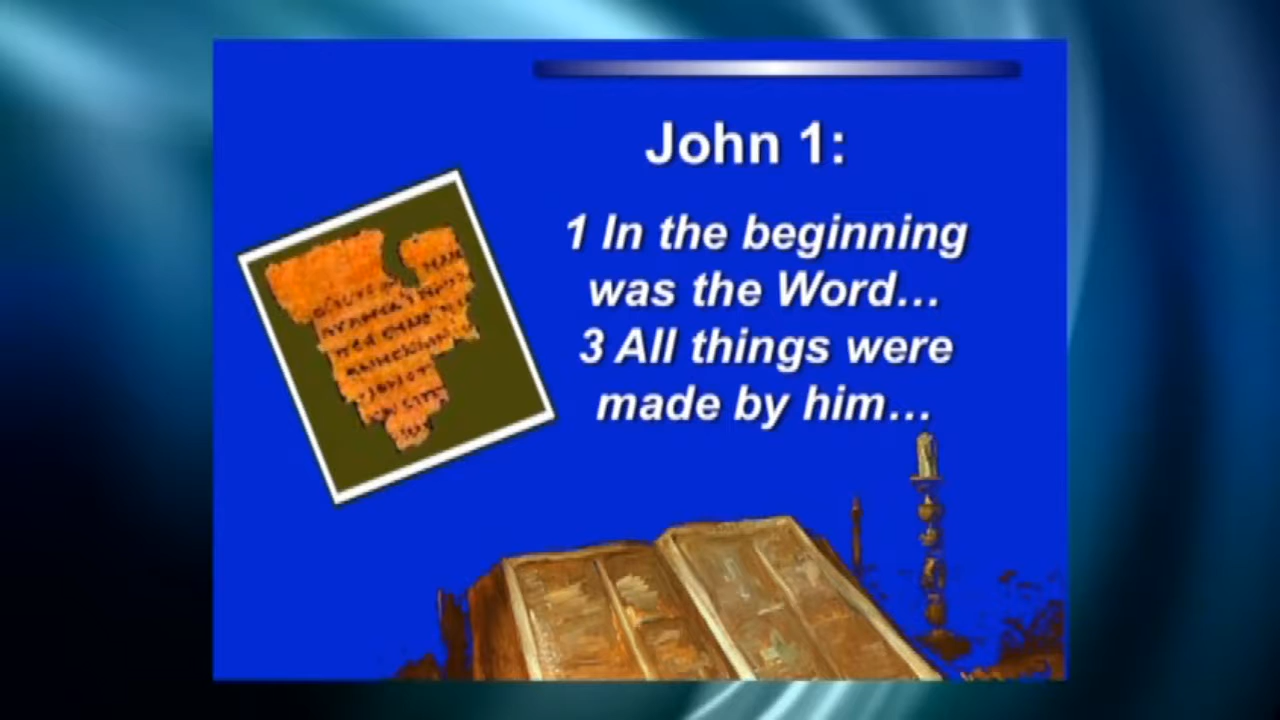 John 1:
1 In the beginning
was the Word…
3 All things were
made by him…